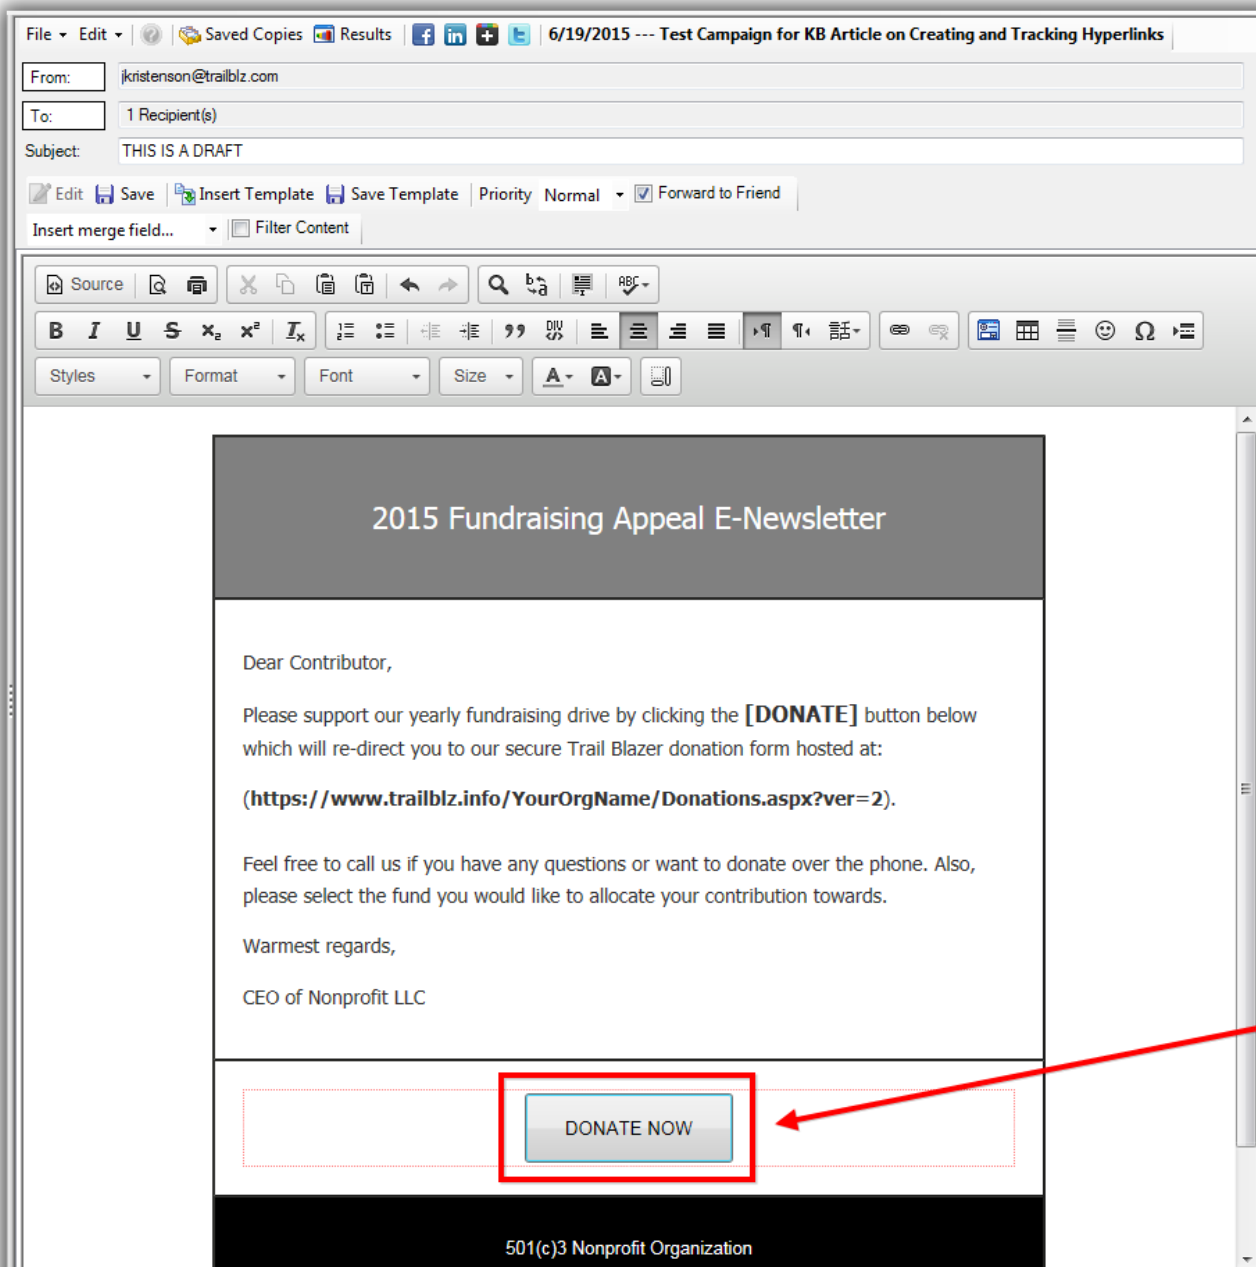 File Edit Saved Copies Results 6/19/2015 --- Test Campaign for KB Article on Creating and Tracking Hyperlinks
From: jkristenson@trailblz.com
To: 1 Recipient(s)
Subject: THIS IS A DRAFT
Edit Save Insert Template Save Template Priority Normal Forward to Friend
Insert merge field... Filter Content
Source ABC
B I U S x₂ x² Tx DIV 話 Ω
Styles Format Font Size A A
2015 Fundraising Appeal E-Newsletter
Dear Contributor,
Please support our yearly fundraising drive by clicking the [DONATE] button below
which will re-direct you to our secure Trail Blazer donation form hosted at:
(https://www.trailblz.info/YourOrgName/Donations.aspx?ver=2).
Feel free to call us if you have any questions or want to donate over the phone. Also,
please select the fund you would like to allocate your contribution towards.
Warmest regards,
CEO of Nonprofit LLC
DONATE NOW
501(c)3 Nonprofit Organization